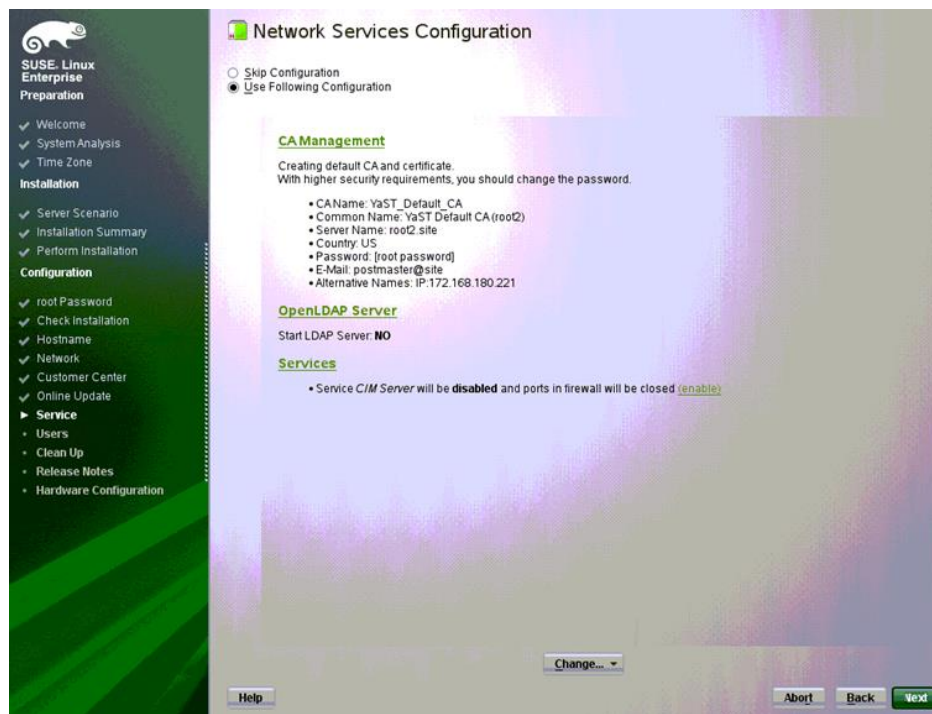 SUSE. Linux
Enterprise
Preparation
Welcome
System Analysis
Time Zone
Installation
Server Scenario
Installation Summary
Perform Installation
Configuration
root Password
Check Installation
Hostname
Network
Customer Center
Online Update
Service
Users
Clean Up
Release Notes
Hardware Configuration
Network Services Configuration
Skip Configuration
Use Following Configuration
CA Management
Creating default CA and certificate.
With higher security requirements, you should change the password.
• CA Name: YaST_Default_CA
• Common Name: YaST Default CA (root2)
• Server Name: root2.site
• Country: US
• Password: [root password]
• E-Mail: postmaster@site
• Alternative Names: IP:172.168.180.221
OpenLDAP Server
Start LDAP Server: NO
Services
• Service CIM Server will be disabled and ports in firewall will be closed (enable)
Change...
Help
Abort
Back
Next